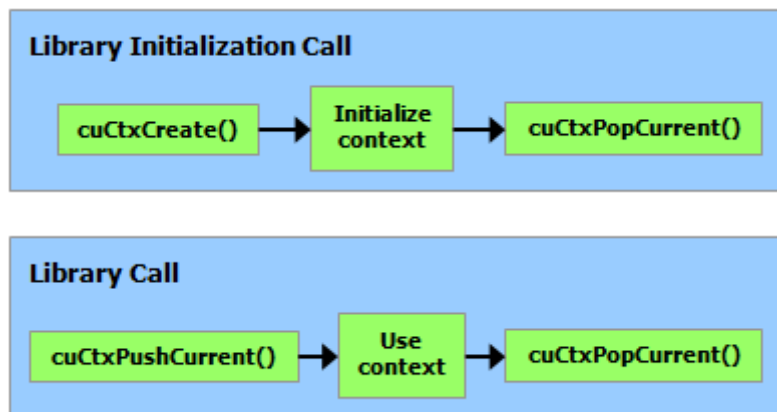 Library Initialization Call
cuCtxCreate()
Initialize
context
cuCtxPopCurrent()
Library Call
cuCtxPushCurrent()
Use
context
cuCtxPopCurrent()